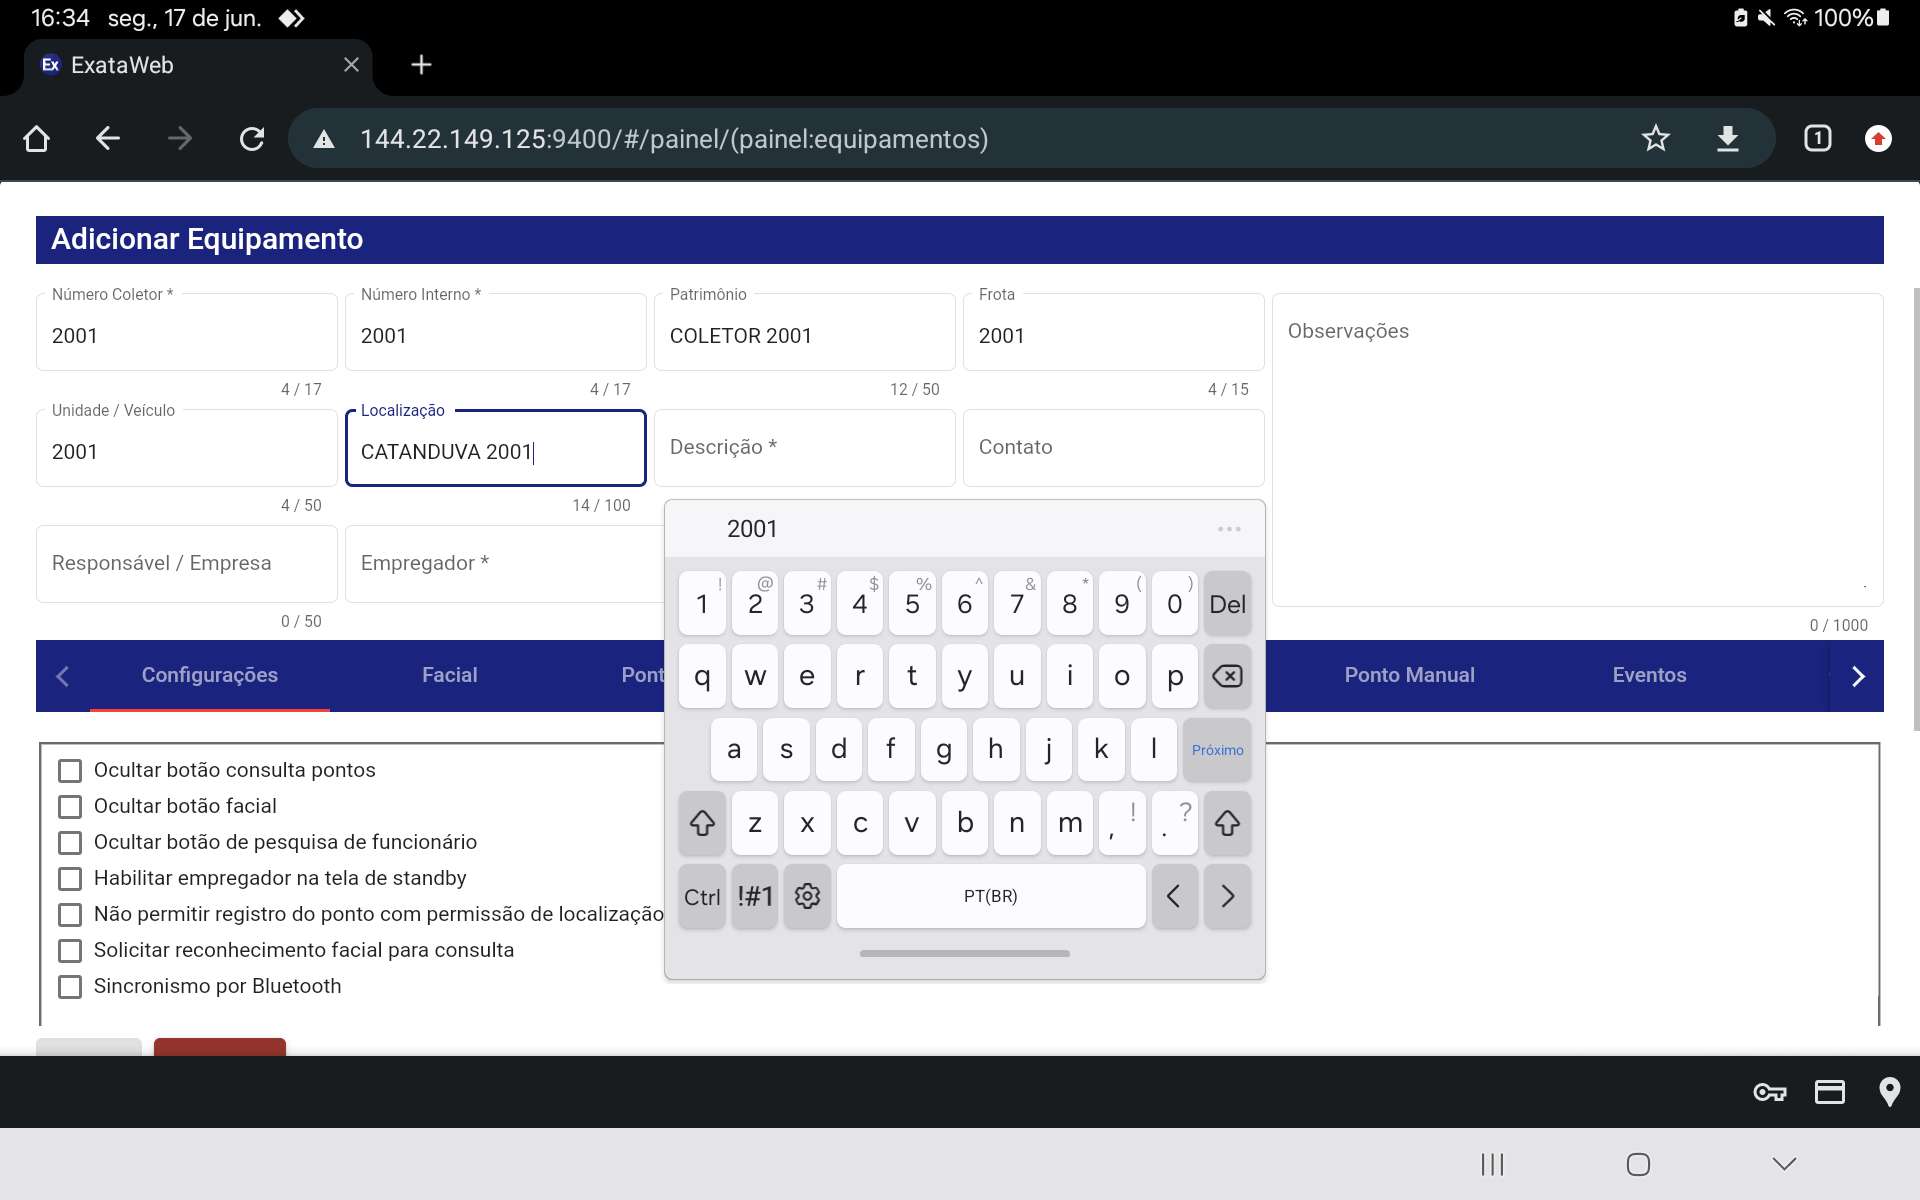 16:34 seg., 17 de jun. 100%
Ex ExataWeb
144.22.149.125:9400/#/painel/(painel:equipamentos) 1
Adicionar Equipamento
Número Coletor * Número Interno * Patrimônio Frota
2001 2001 COLETOR 2001 2001 Observações
4 / 17 4 / 17 12 / 50 4 / 15
Unidade / Veículo Localização
2001 CATANDUVA 2001 Descrição * Contato
4 / 50 14 / 100
2001
Responsável / Empresa Empregador *
0 / 50 0 / 1000
Configurações Facial Pont Ponto Manual Eventos
Ocultar botão consulta pontos
Ocultar botão facial
Ocultar botão de pesquisa de funcionário
Habilitar empregador na tela de standby
Não permitir registro do ponto com permissão de localização
Solicitar reconhecimento facial para consulta
Sincronismo por Bluetooth
! @ # $ % ^ & * ( )
1 2 3 4 5 6 7 8 9 0 Del
q w e r t y u i o p
a s d f g h j k l Próximo
z x c v b n m , ! . ?
Ctrl !#1 PT(BR) < >